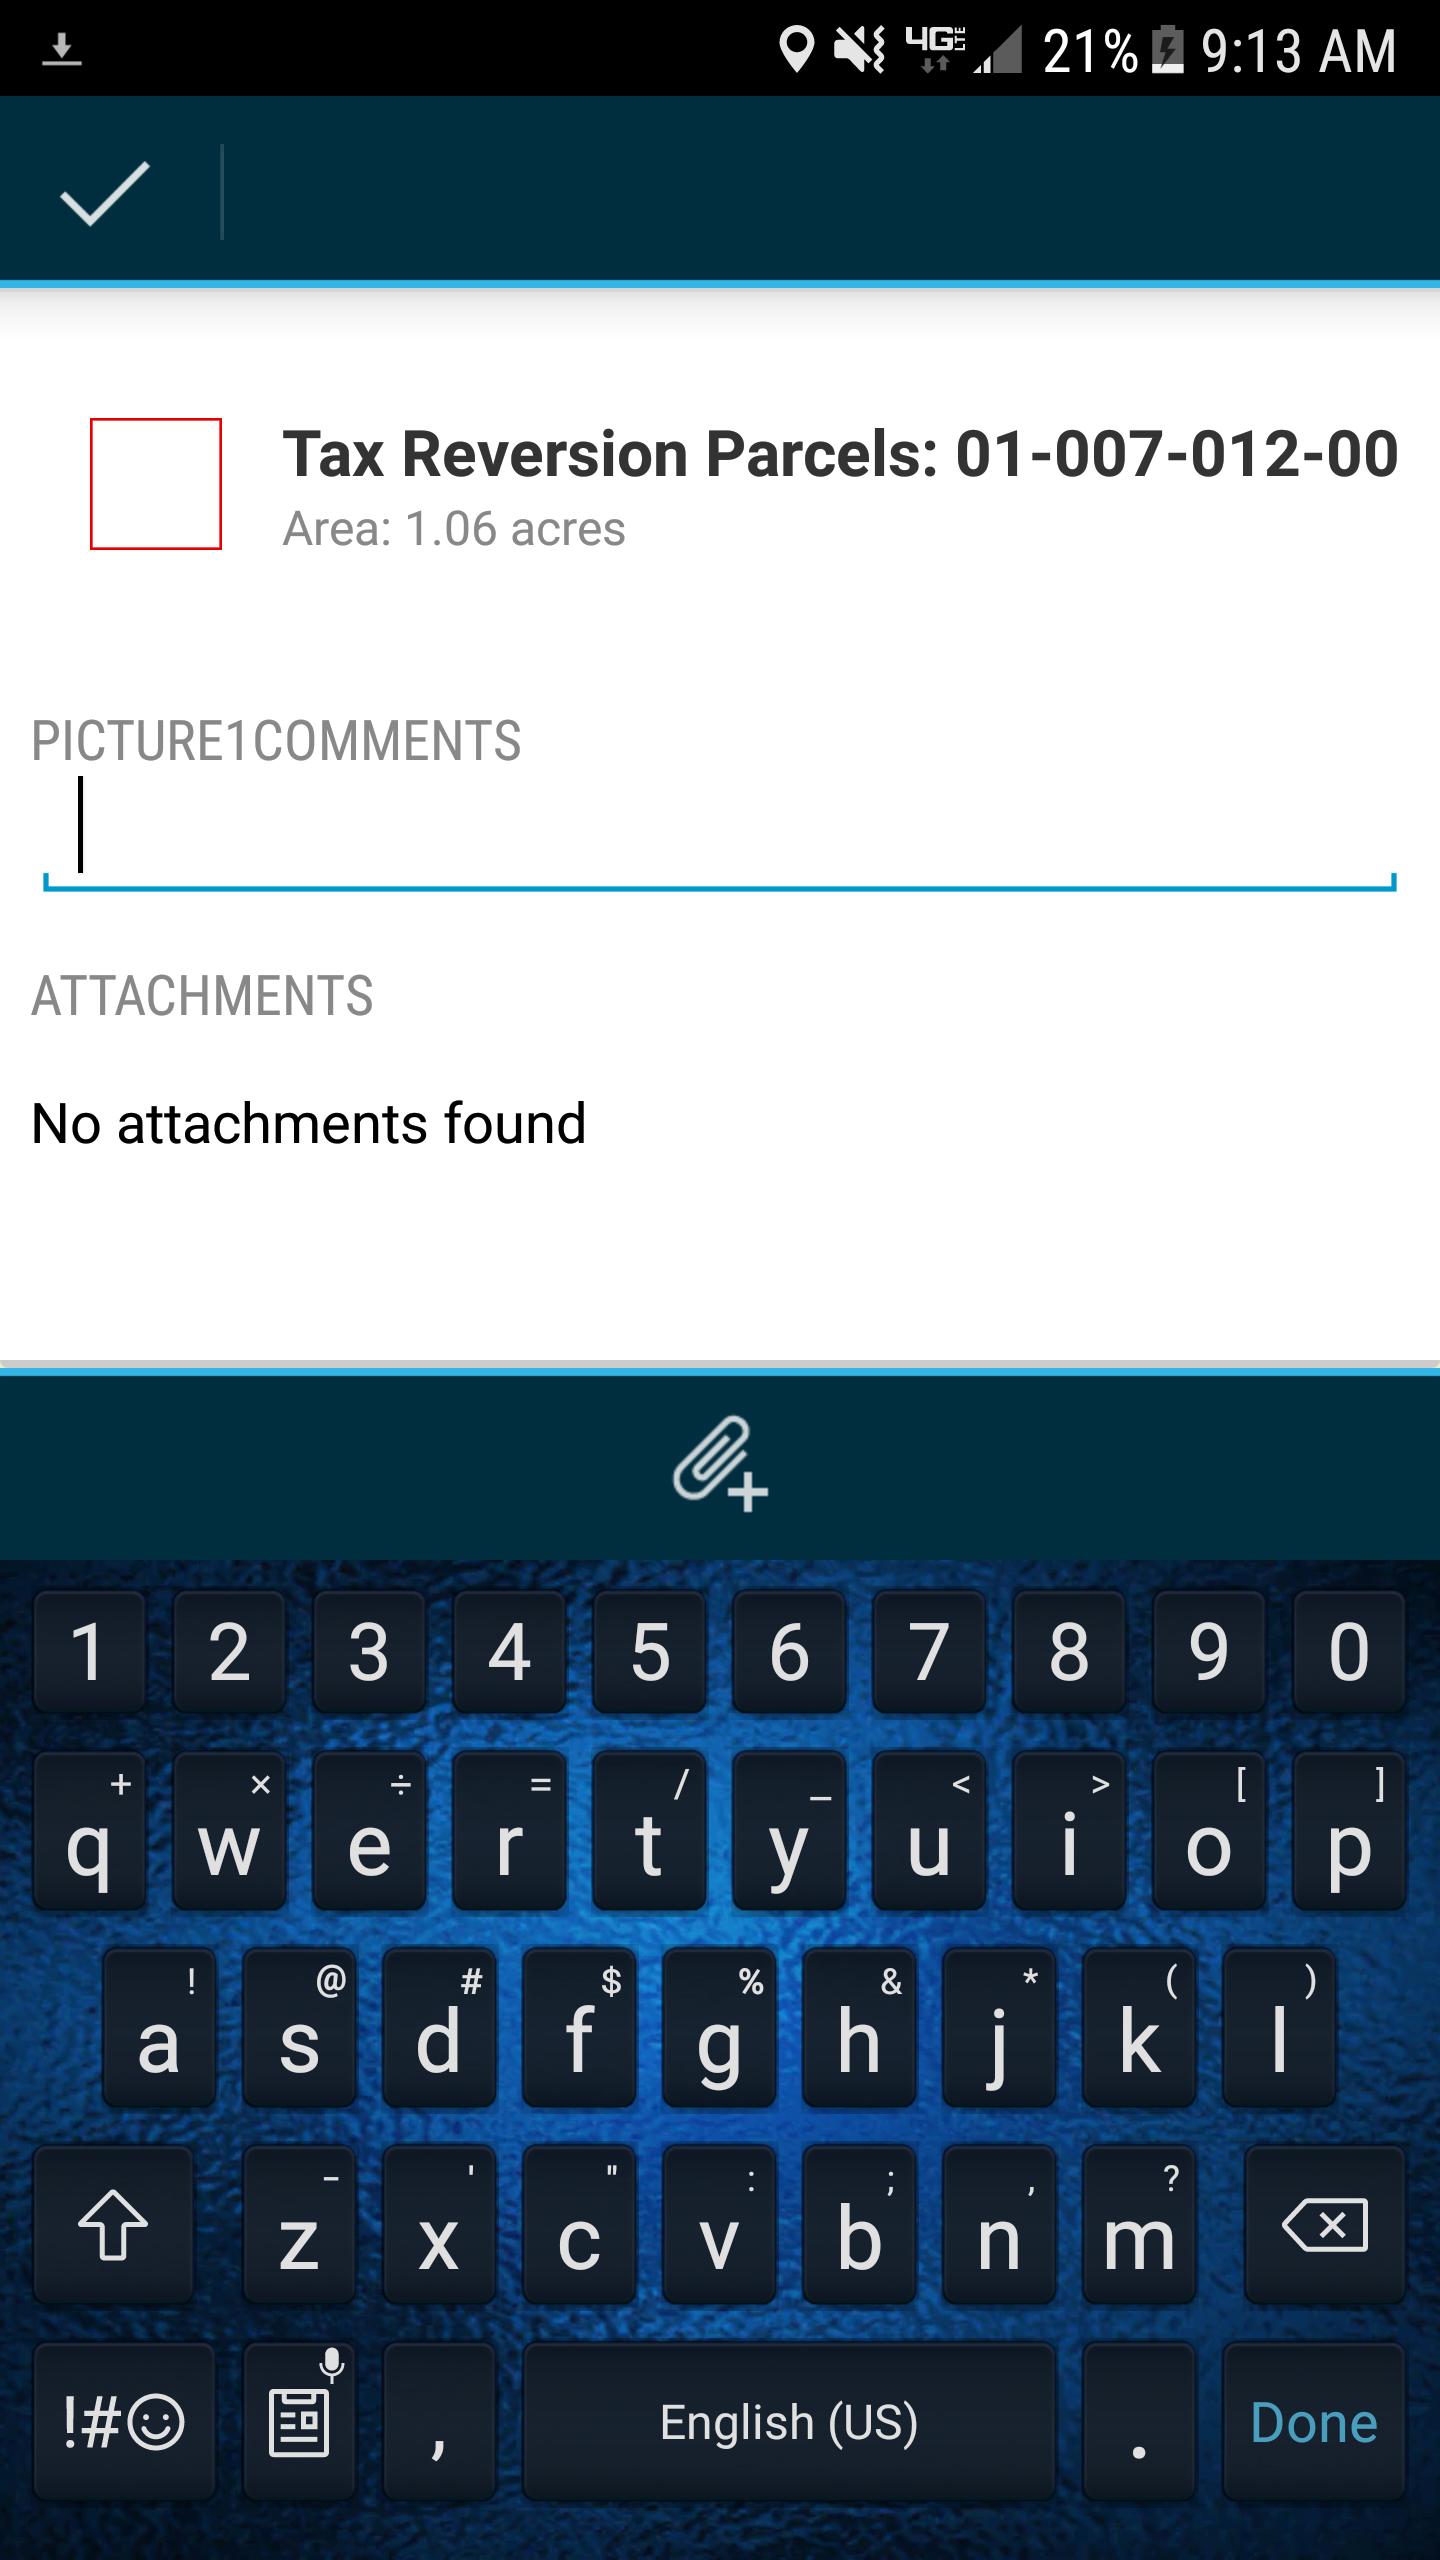 4G LTE 21% 9:13 AM
Tax Reversion Parcels: 01-007-012-00
Area: 1.06 acres
PICTURE1COMMENTS
ATTACHMENTS
No attachments found
1 2 3 4 5 6 7 8 9 0
+ × ÷ = / _ < > [ ]
q w e r t y u i o p
! @ # $ % & * ( )
a s d f g h j k l
- ' " : ; , ?
z x c v b n m
!#☺ , English (US) . Done